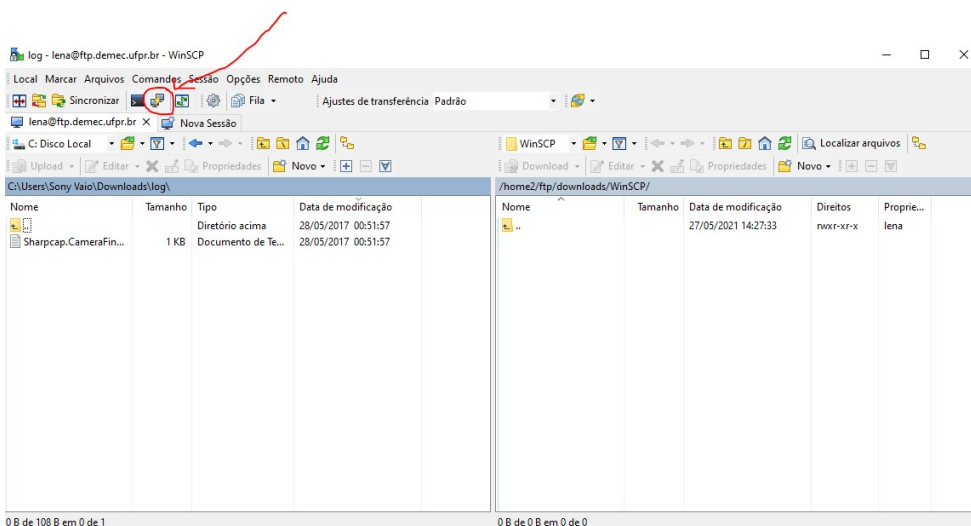 log - lena@ftp.demec.ufpr.br - WinSCP
Local Marcar Arquivos Comandos Sessão Opções Remoto Ajuda
Sincronizar Fila Ajustes de transferência Padrão
lena@ftp.demec.ufpr.br Nova Sessão
C: Disco Local WinSCP Localizar arquivos
Upload Editar Propriedades Novo Download Editar Propriedades Novo
C:\Users\Sony Vaio\Downloads\log\ /home2/ftp/downloads/WinSCP/
Nome Tamanho Tipo Data de modificação Nome Tamanho Data de modificação Direitos Proprie...
.. Diretório acima 28/05/2017 00:51:57 .. 27/05/2021 14:27:33 rwxr-xr-x lena
Sharpcap.CameraFin... 1 KB Documento de Te... 28/05/2017 00:51:57
0 B de 108 B em 0 de 1 0 B de 0 B em 0 de 0